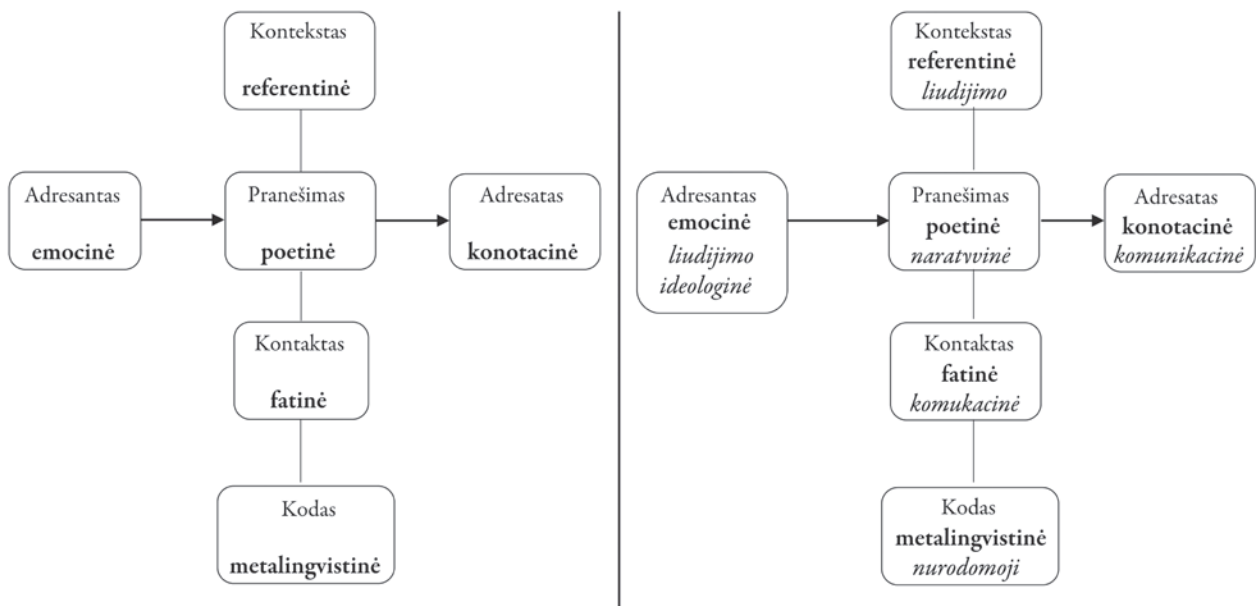 Kontekstas
referentinė
Adresantas
emocinė
Pranešimas
poetinė
Adresatas
konotacinė
Kontaktas
fatinė
Kodas
metalingvistinė
Kontekstas
referentinė
liudijimo
Adresantas
emocinė
liudijimo
ideologinė
Pranešimas
poetinė
naratyvinė
Adresatas
konotacinė
komunikacinė
Kontaktas
fatinė
komukacinė
Kodas
metalingvistinė
nurodomoji